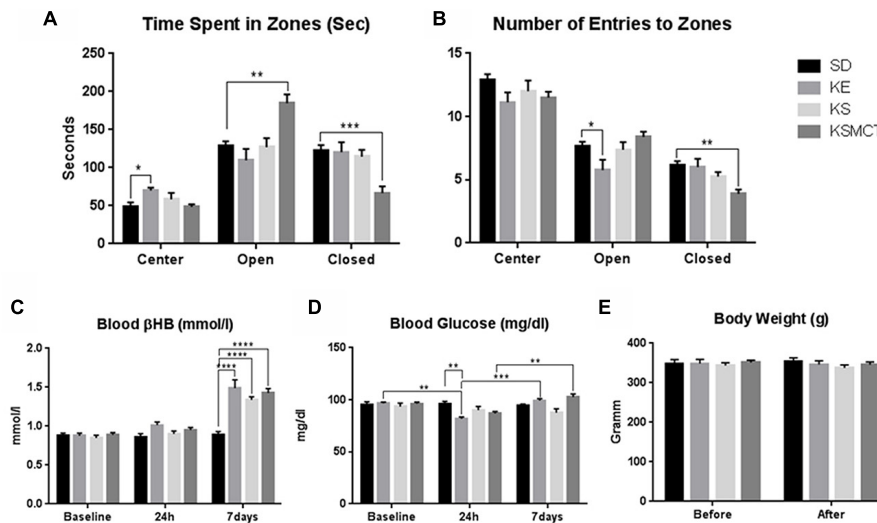 A
Time Spent in Zones (Sec)
250
200
150
100
50
0
Seconds
*
**
***
Center
Open
Closed
B
Number of Entries to Zones
15
10
5
0
*
**
Center
Open
Closed
SD
KE
KS
KSMCT
C
Blood βHB (mmol/l)
2.0
1.5
1.0
0.5
0.0
mmol/l
****
****
****
Baseline
24h
7days
D
Blood Glucose (mg/dl)
150
100
50
0
mg/dl
**
**
***
**
Baseline
24h
7days
E
Body Weight (g)
400
300
200
100
0
Gramm
Before
After